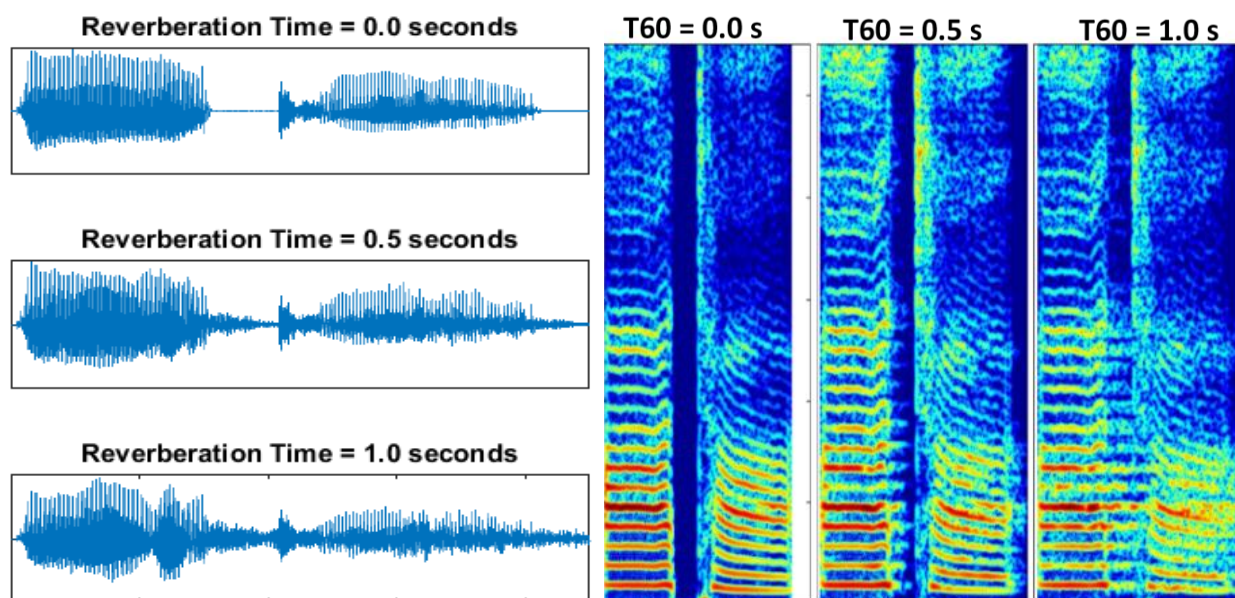 Reverberation Time = 0.0 seconds
Reverberation Time = 0.5 seconds
Reverberation Time = 1.0 seconds
T60 = 0.0 s
T60 = 0.5 s
T60 = 1.0 s